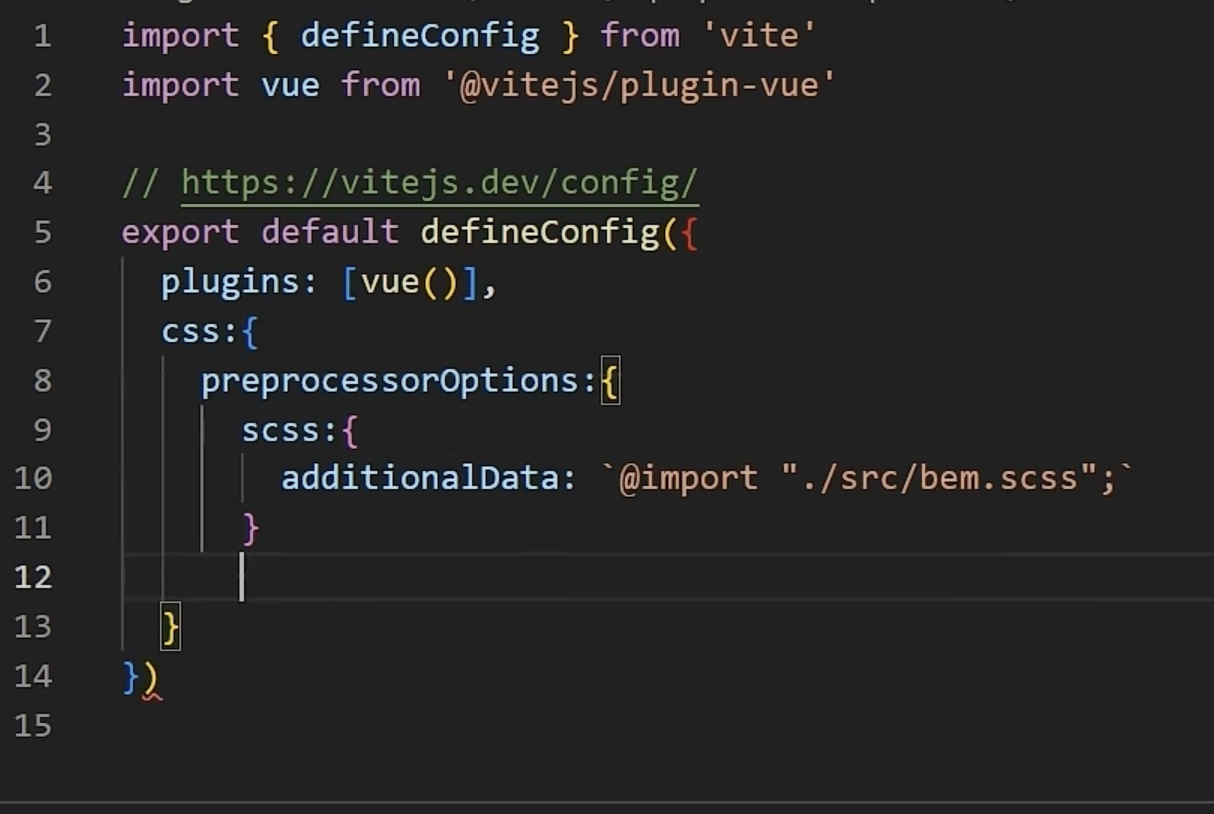 1 import { defineConfig } from 'vite'
2 import vue from '@vitejs/plugin-vue'
3
4 // https://vitejs.dev/config/
5 export default defineConfig({
6   plugins: [vue()],
7   css:{
8     preprocessorOptions:{
9       scss:{
10         additionalData: `@import "./src/bem.scss";`
11       }
12
13   }
14 })
15